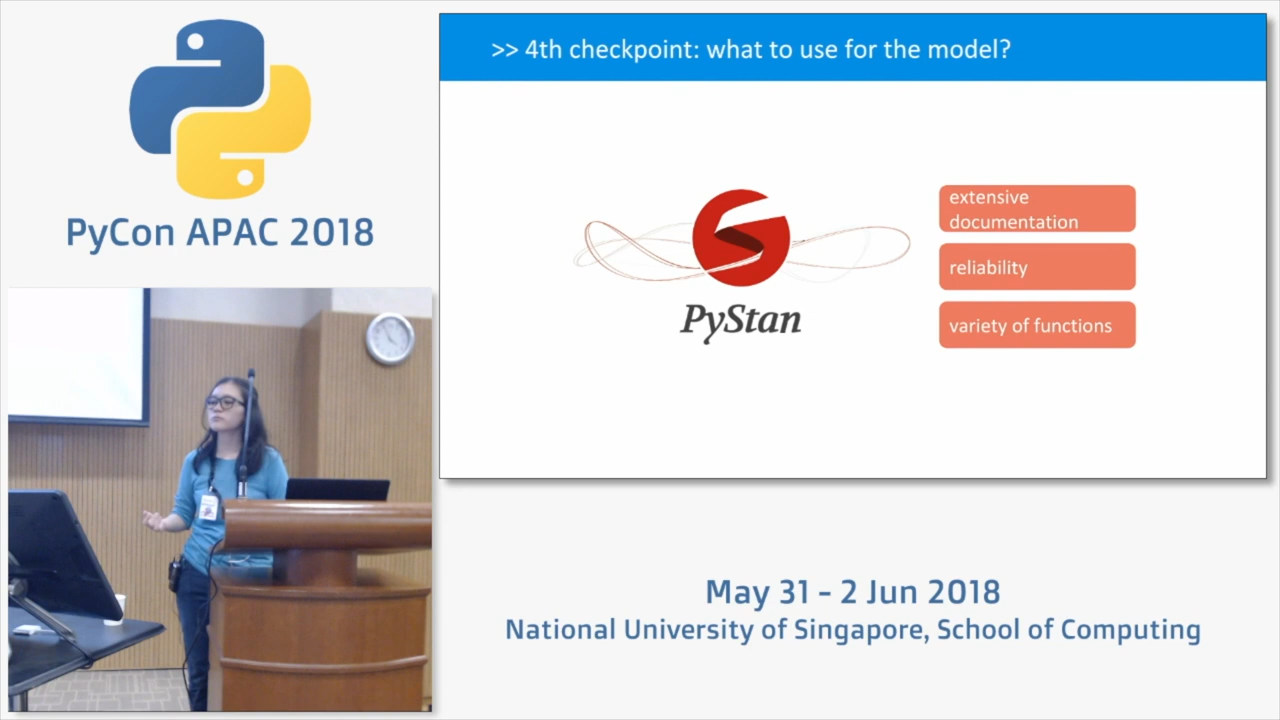 PyCon APAC 2018
>> 4th checkpoint: what to use for the model?
PyStan
extensive
documentation
reliability
variety of functions
May 31 - 2 Jun 2018
National University of Singapore, School of Computing